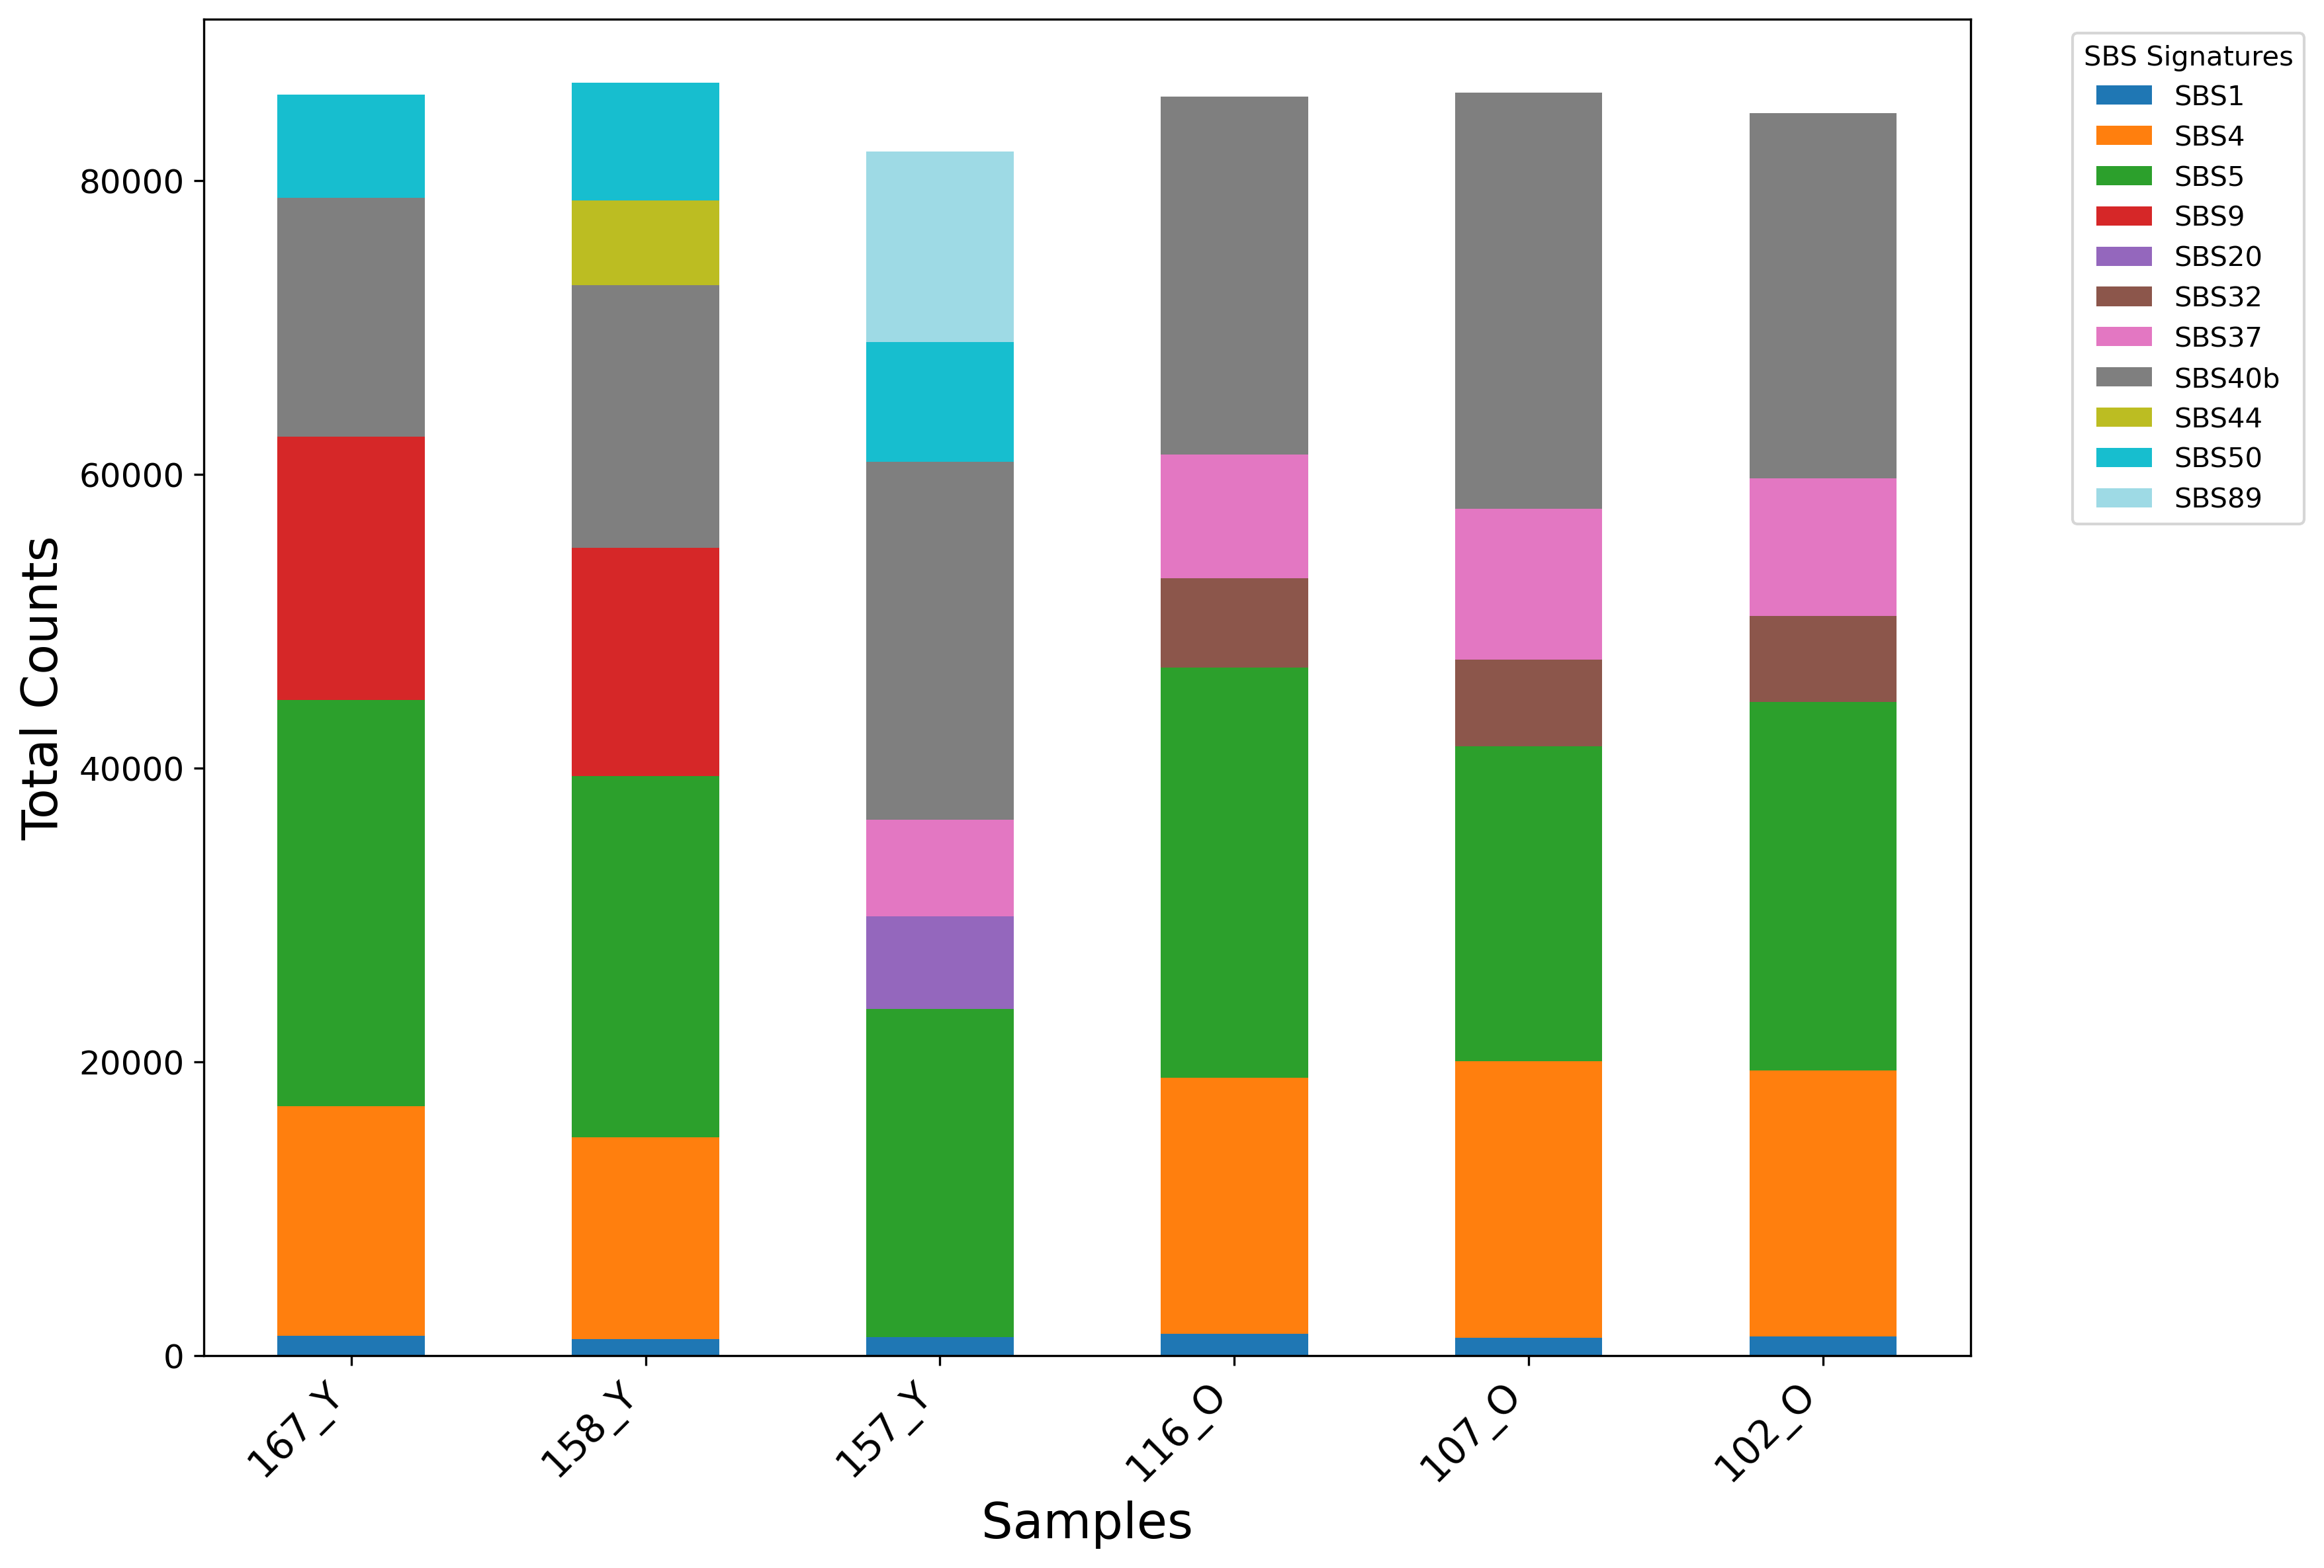 Total Counts
80000
60000
40000
20000
0
167_Y
158_Y
157_Y
116_O
107_O
102_O
Samples
SBS Signatures
SBS1
SBS4
SBS5
SBS9
SBS20
SBS32
SBS37
SBS40b
SBS44
SBS50
SBS89